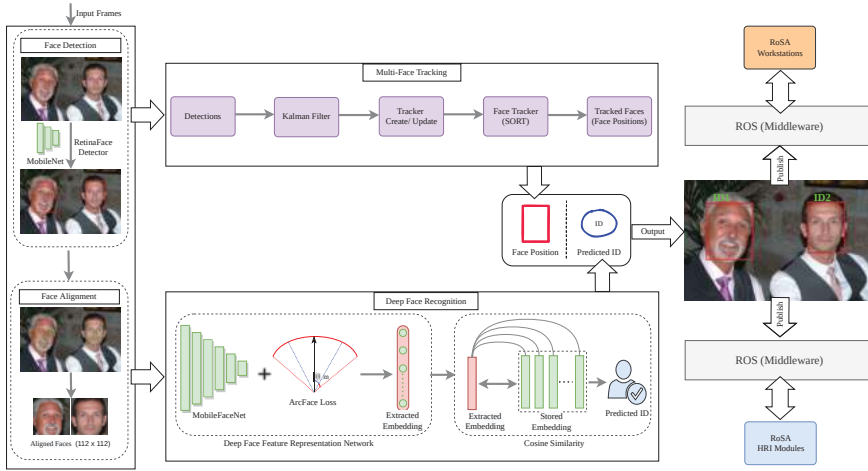 Input Frames
Face Detection
RetinaFace
Detector
MobileNet
Face Alignment
Aligned Faces (112 x 112)
Multi-Face Tracking
Detections
Kalman Filter
Tracker
Create/ Update
Face Tracker
(SORT)
Tracked Faces
(Face Positions)
ID
Face Position
Predicted ID
Output
Deep Face Recognition
MobileFaceNet
+
ArcFace Loss
Extracted
Embedding
Deep Face Feature Representation Network
Extracted
Embedding
Stored
Embedding
Predicted ID
Cosine Similarity
RoSA
Workstations
ROS (Middleware)
Publish
ID1
ID2
Publish
ROS (Middleware)
RoSA
HRI Modules